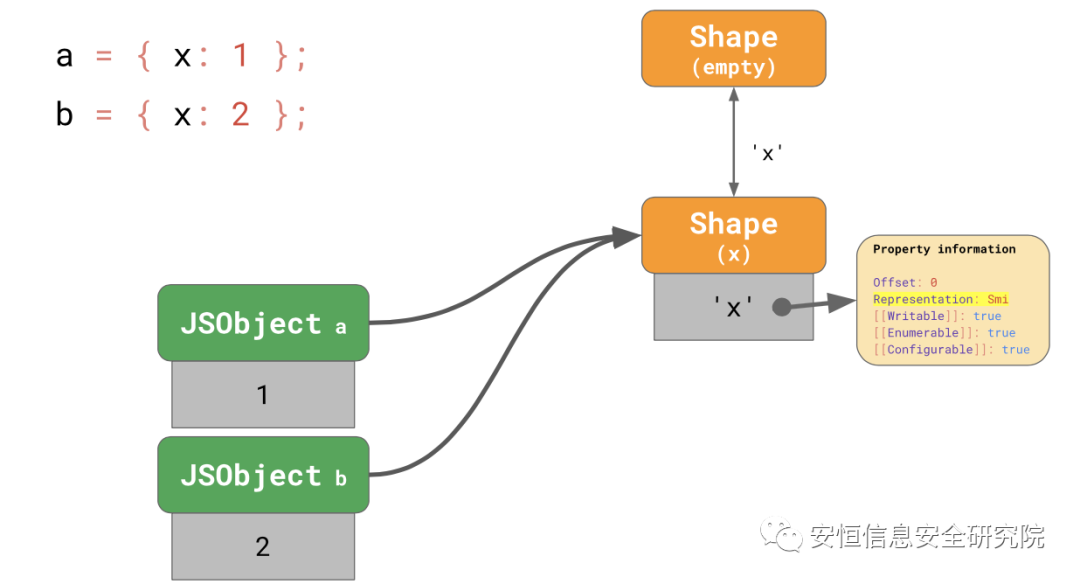 a = { x: 1 };
b = { x: 2 };
Shape
(empty)
'x'
Shape
(x)
'x'
Property information
Offset: 0
Representation: Smi
[[Writable]]: true
[[Enumerable]]: true
[[Configurable]]: true
JSObject a
1
JSObject b
2
安恒信息安全研究院